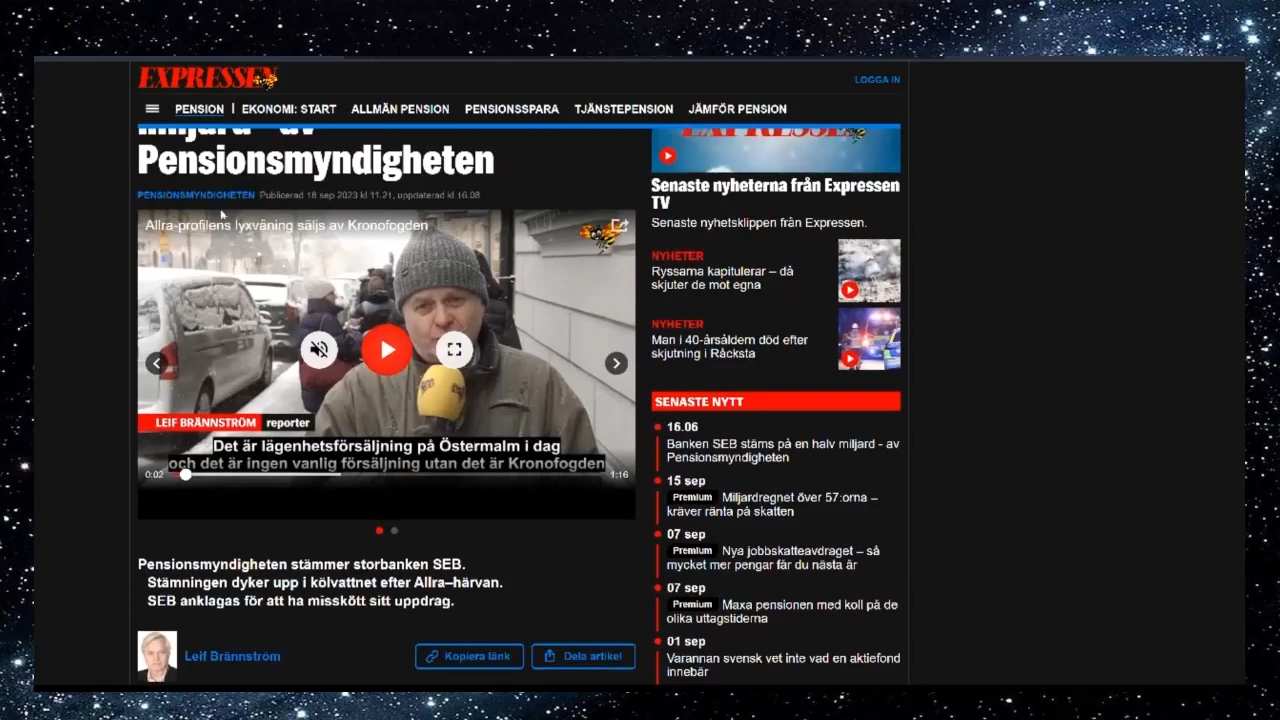 EXPRESSEN
LOGGA IN
PENSION | EKONOMI: START ALLMÄN PENSION PENSIONSSPARA TJÄNSTEPENSION JÄMFÖR PENSION
miljard - av
Pensionsmyndigheten
PENSIONSMYNDIGHETEN Publicerad 18 sep 2023 kl 11.21, uppdaterad kl 16.08
Allra-profilens lyxvåning säljs av Kronofogden
LEIF BRÄNNSTRÖM reporter
Det är lägenhetsförsäljning på Östermalm i dag
och det är ingen vanlig försäljning utan det är Kronofogden
0:02 1:16
Pensionsmyndigheten stämmer storbanken SEB.
Stämningen dyker upp i kölvattnet efter Allra–härvan.
SEB anklagas för att ha misskött sitt uppdrag.
Leif Brännström
Kopiera länk
Dela artikel
EXPRESSEN
Senaste nyheterna från Expressen
TV
Senaste nyhetsklippen från Expressen.
NYHETER
Ryssarna kapitulerar – då
skjuter de mot egna
NYHETER
Man i 40-årsåldern död efter
skjutning i Råcksta
SENASTE NYTT
16.06
Banken SEB stäms på en halv miljard - av
Pensionsmyndigheten
15 sep
Premium Miljardregnet över 57:orna –
kräver ränta på skatten
07 sep
Premium Nya jobbskatteavdraget – så
mycket mer pengar får du nästa år
07 sep
Premium Maxa pensionen med koll på de
olika uttagstiderna
01 sep
Varannan svensk vet inte vad en aktiefond
innebär